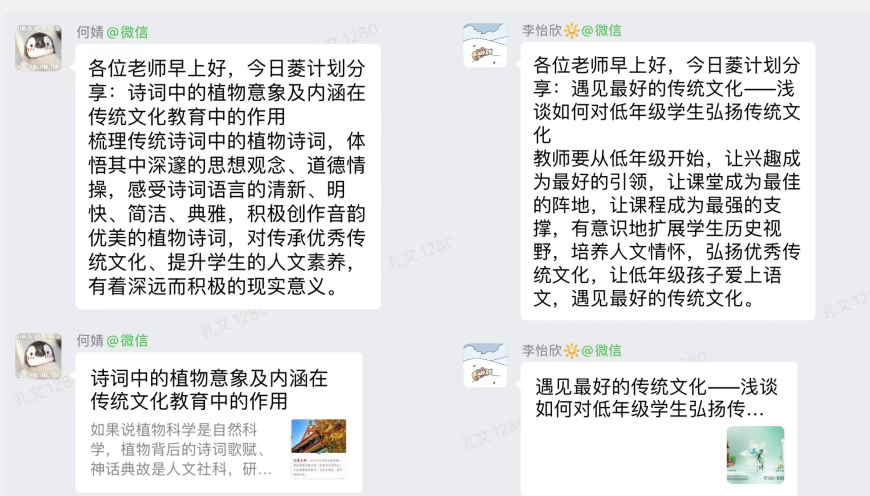 何婧@微信
各位老师早上好，今日菱计划分
享：诗词中的植物意象及内涵在
传统文化教育中的作用
梳理传统诗词中的植物诗词，体
悟其中深邃的思想观念、道德情
操，感受诗词语言的清新、明
快、简洁、典雅，积极创作音韵
优美的植物诗词，对传承优秀传
统文化、提升学生的人文素养，
有着深远而积极的现实意义。
何婧@微信
诗词中的植物意象及内涵在
传统文化教育中的作用
如果说植物科学是自然科
学，植物背后的诗词歌赋、
神话典故是人文社科，研...
李怡欣@微信
各位老师早上好，今日菱计划分
享：遇见最好的传统文化——浅
谈如何对低年级学生弘扬传统文
化
教师要从低年级开始，让兴趣成
为最好的引领，让课堂成为最佳
的阵地，让课程成为最强的支
撑，有意识地扩展学生历史视
野，培养人文情怀，弘扬优秀传
统文化，让低年级孩子爱上语
文，遇见最好的传统文化。
李怡欣@微信
遇见最好的传统文化——浅谈
如何对低年级学生弘扬传...
孔文1280